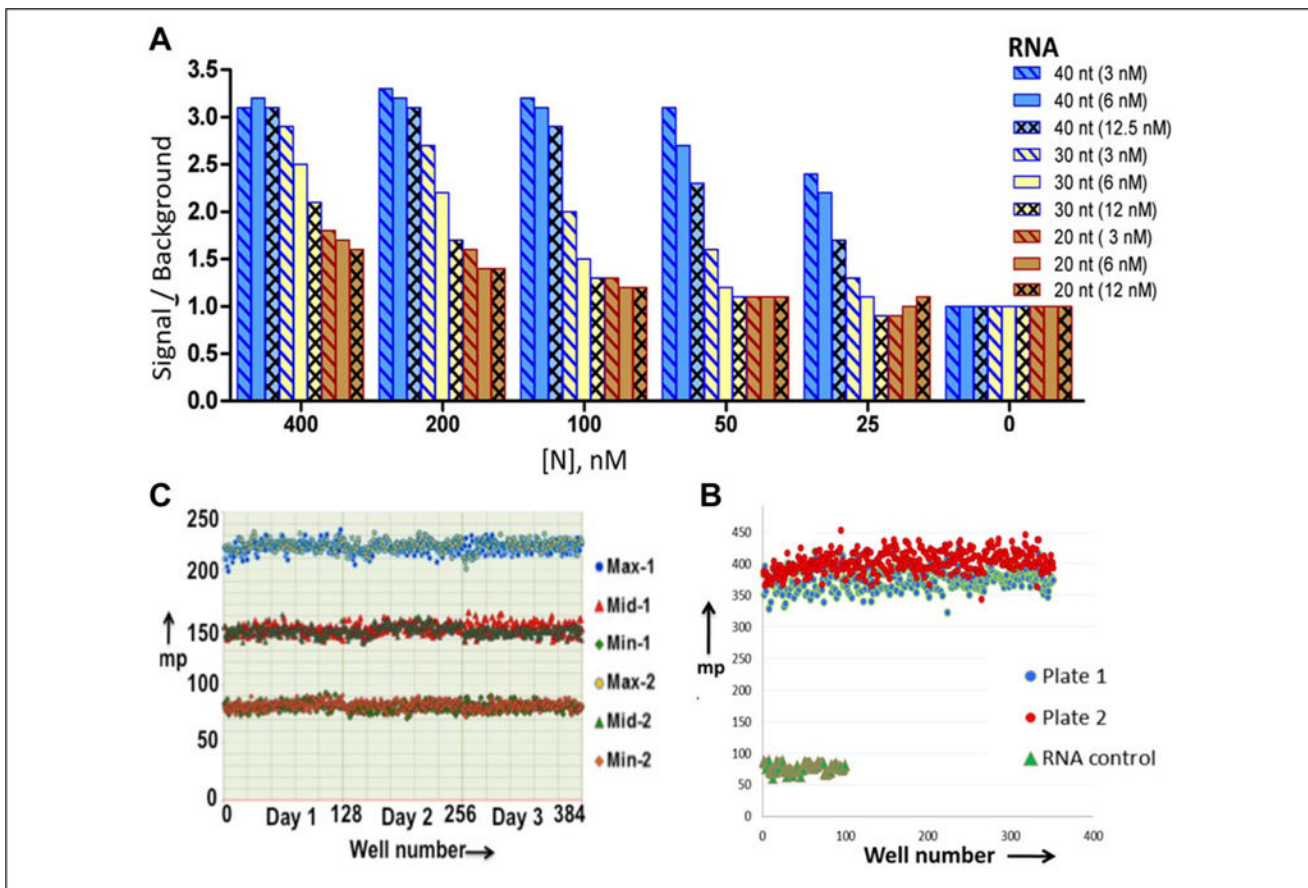 A
RNA
3.5
3.0
2.5
2.0
1.5
1.0
0.5
0.0
Signal / Background
40 nt (3 nM)
40 nt (6 nM)
40 nt (12.5 nM)
30 nt (3 nM)
30 nt (6 nM)
30 nt (12 nM)
20 nt ( 3 nM)
20 nt (6 nM)
20 nt (12 nM)
400 200 100 50 25 0
[N], nM
C
250
200
150
100
50
0
mp
0 Day 1 128 Day 2 256 Day 3 384
Well number
Max-1
Mid-1
Min-1
Max-2
Mid-2
Min-2
B
450
400
350
300
250
200
150
100
50
0
mp
Plate 1
Plate 2
RNA control
0 100 200 300 400
Well number